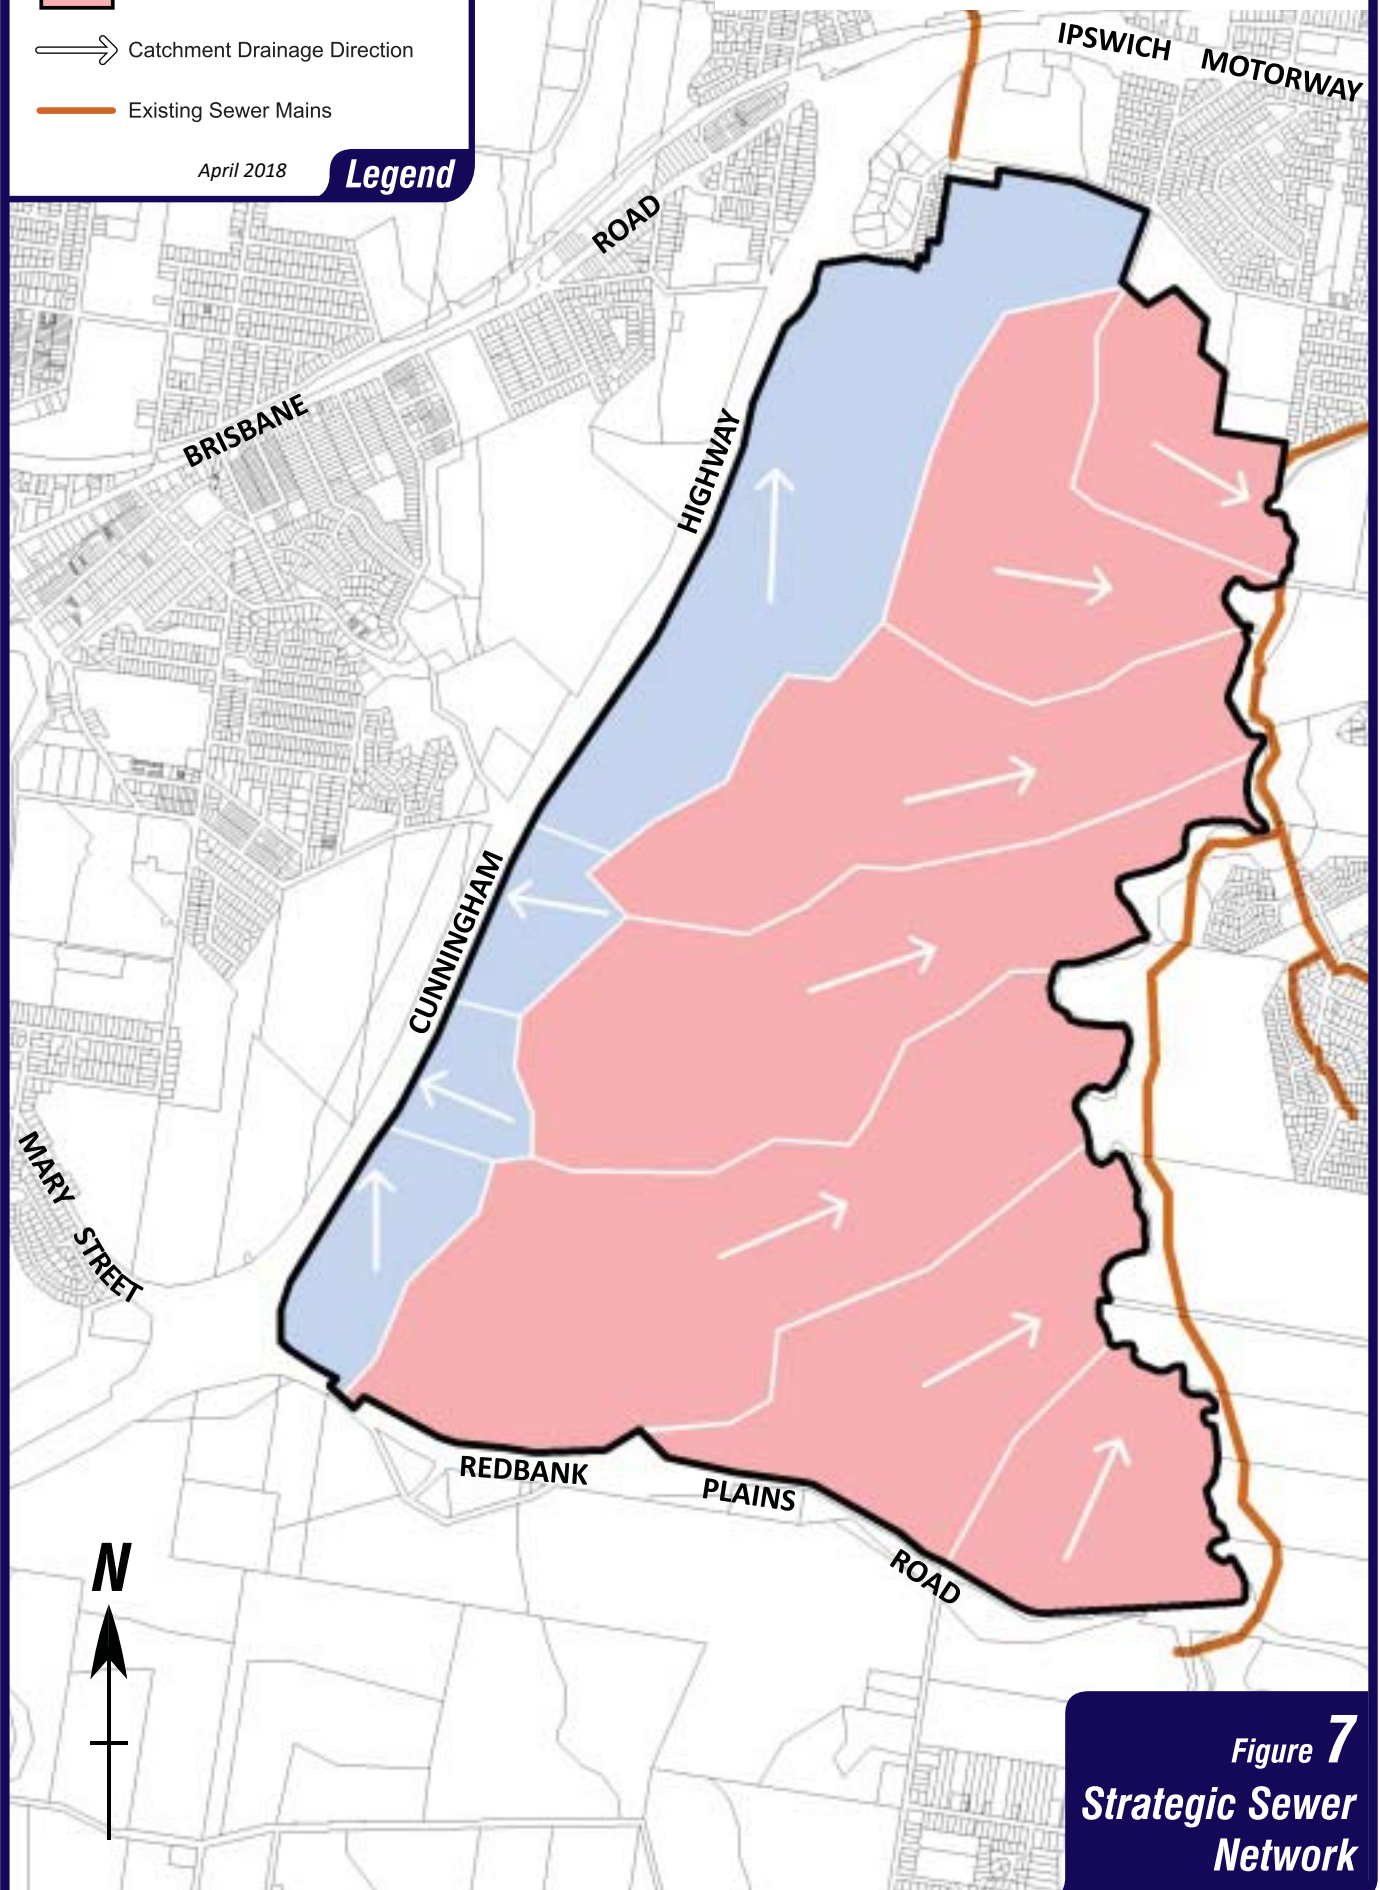 Catchment Drainage Direction
Existing Sewer Mains
April 2018
Legend
IPSWICH MOTORWAY
BRISBANE ROAD
CUNNINGHAM HIGHWAY
MARY STREET
REDBANK PLAINS ROAD
N
Figure 7
Strategic Sewer
Network